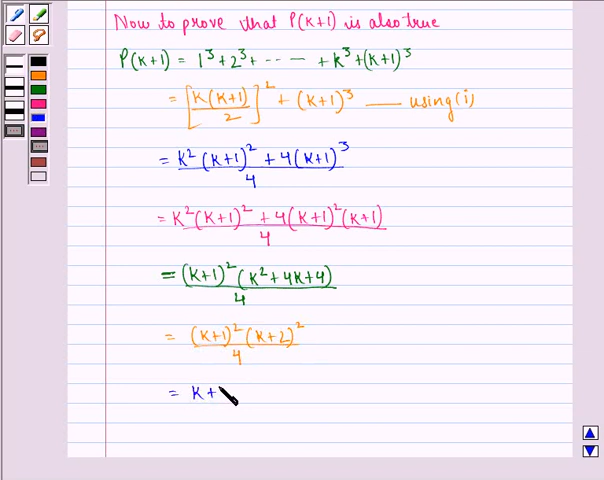 Now to prove that P(K+1) is also true
P(K+1) = 1³+2³+ ------ +K³+(K+1)³
= [K(K+1)/2]² + (K+1)³ —— using(i)
= K²(K+1)²+4(K+1)³/4
= K²(K+1)²+4(K+1)²(K+1)/4
= (K+1)²(K²+4K+4)/4
= (K+1)²(K+2)²/4
= K+